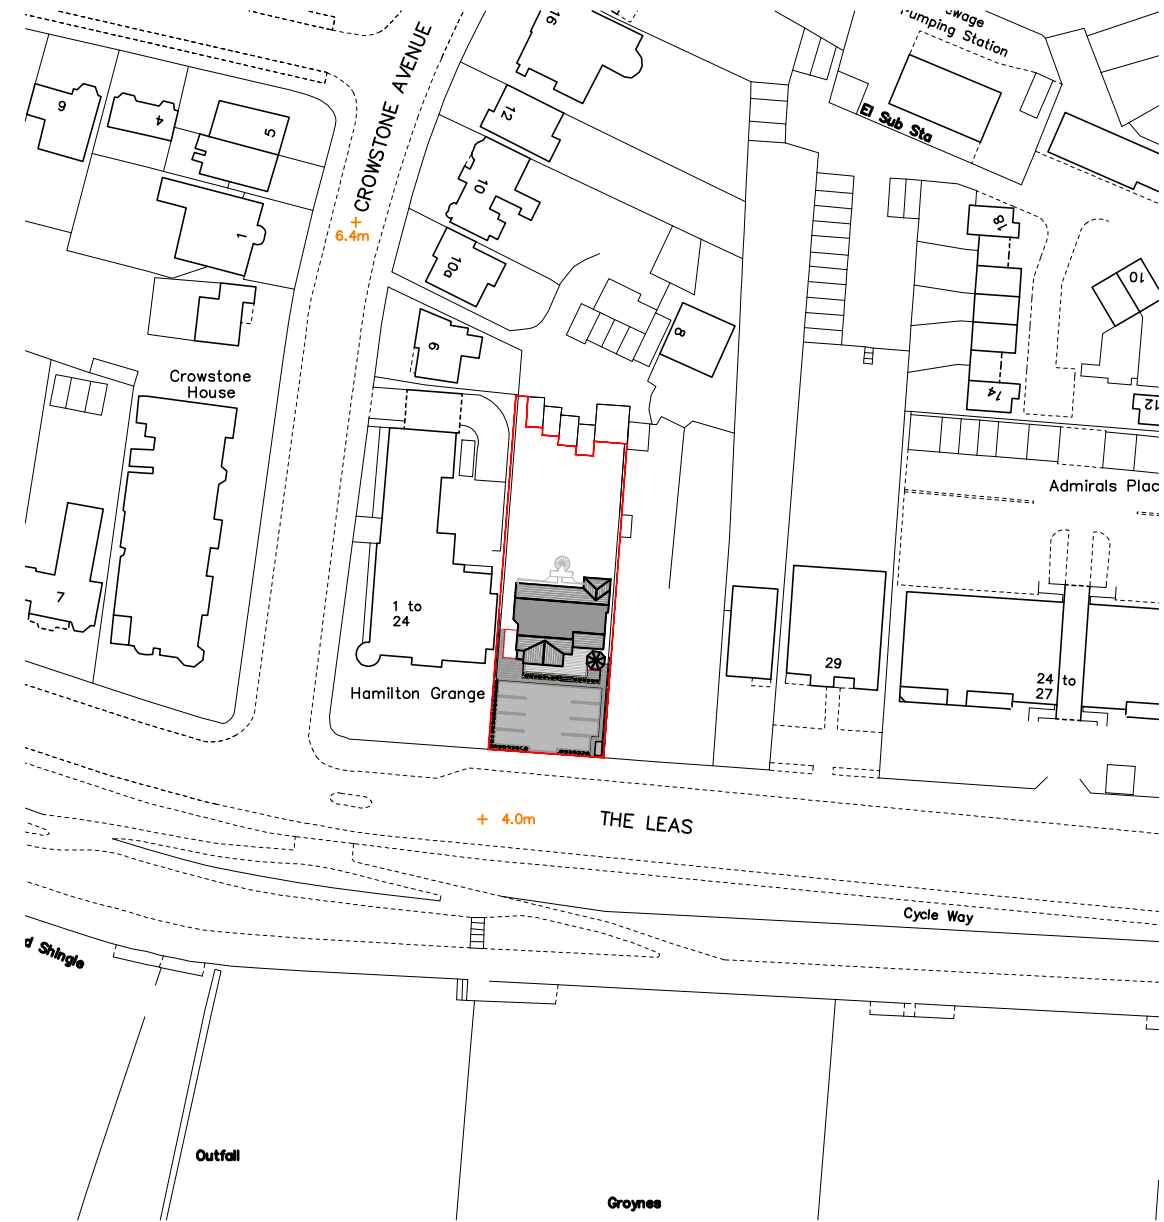 16
CROWSTONE AVENUE
Pumping Station
El Sub Sta
9
4
5
12
10
1
6.4m
10a
18
10
6
8
Crowstone
House
14
12
Admirals Plac
7
1 to
24
Hamilton Grange
29
24 to
27
4.0m
THE LEAS
Cycle Way
d Shingle
Outfall
Groynes